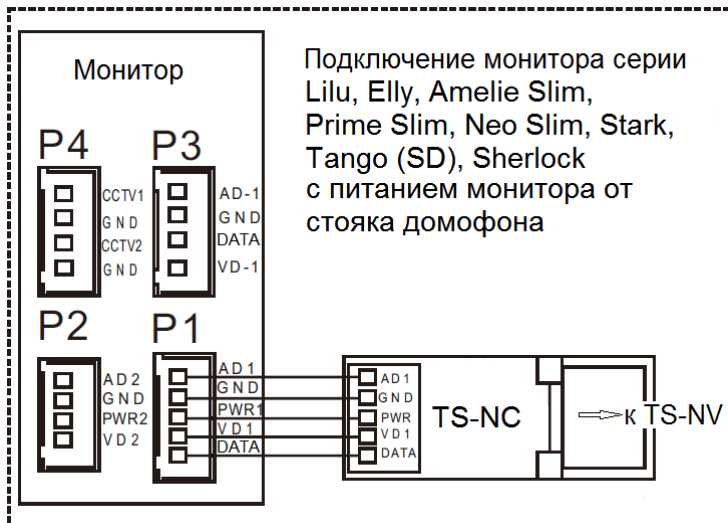 Монитор
Подключение монитора серии
Lilu, Elly, Amelie Slim,
Prime Slim, Neo Slim, Stark,
Tango (SD), Sherlock
с питанием монитора от
стояка домофона
P4
CCTV1
GND
CCTV2
GND
P3
AD-1
GND
DATA
VD-1
P2
AD2
GND
PWR2
VD2
P1
AD1
GND
PWR1
VD1
DATA
AD1
GND
PWR
VD1
DATA
TS-NC
к TS-NV